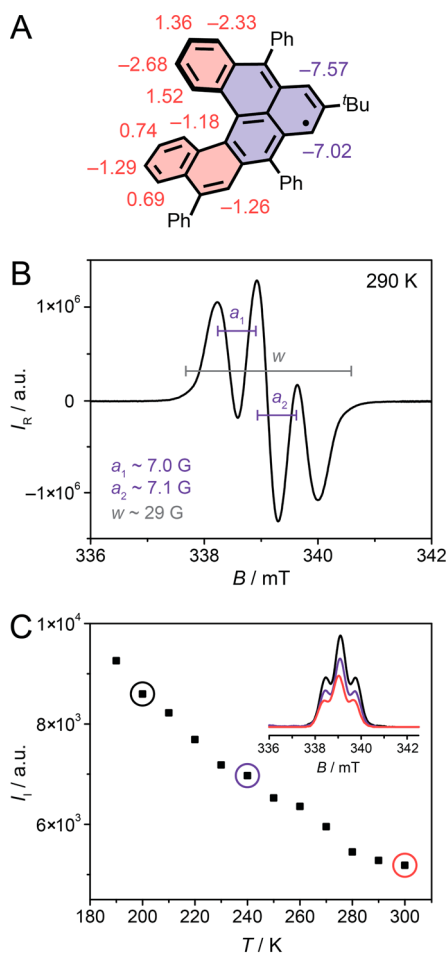 A
1.36 –2.33
Ph
–2.68
–7.57
1.52
ᵗBu
–1.18
0.74
–1.29
–7.02
0.69
Ph
Ph
–1.26
B
290 K
1×10⁶
a₁
w
I_R / a.u.
0
a₂
a₁ ~ 7.0 G
a₂ ~ 7.1 G
–1×10⁶
w ~ 29 G
336 338 340 342
B / mT
C
1×10⁴
8×10³
I_I / a.u.
336 338 340 342
B / mT
6×10³
180 200 220 240 260 280 300
T / K